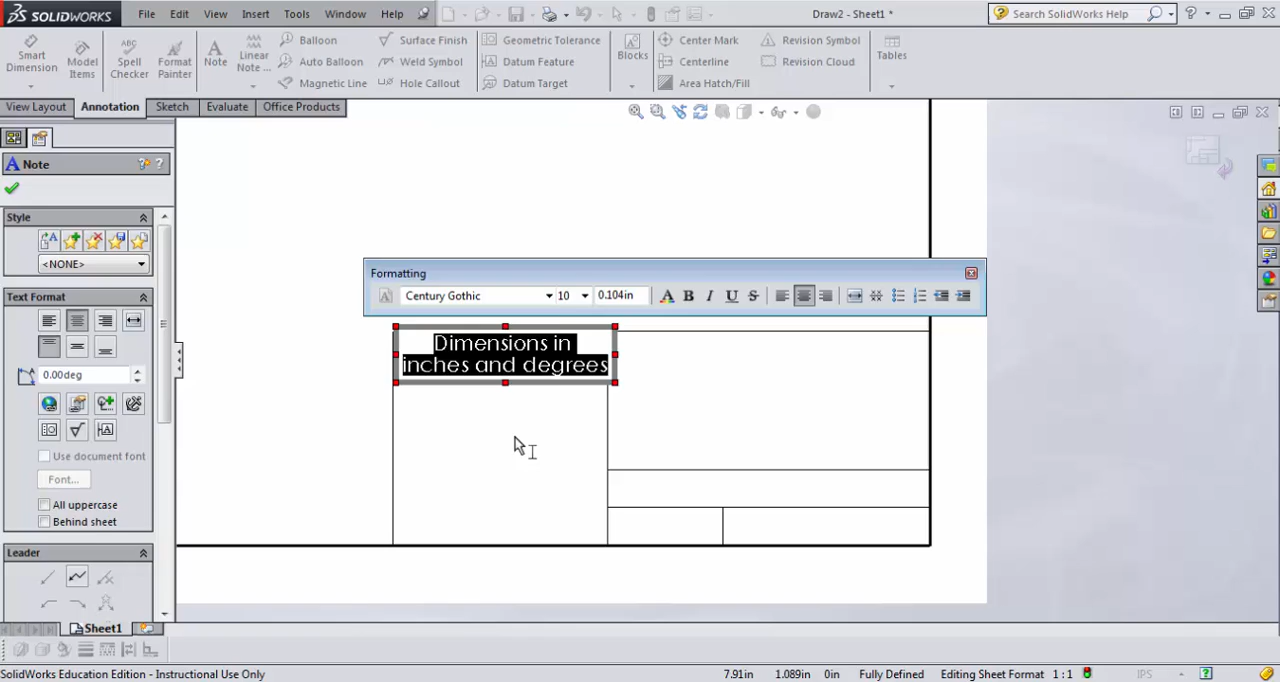 SOLIDWORKS File Edit View Insert Tools Window Help Draw2 - Sheet1 * Search SolidWorks Help
Smart Dimension
Model Items
ABC
Spell Checker
Format Painter
Note
Linear Note ...
Balloon
Auto Balloon
Magnetic Line
Surface Finish
Weld Symbol
Hole Callout
Geometric Tolerance
Datum Feature
Datum Target
Blocks
Center Mark
Centerline
Area Hatch/Fill
Revision Symbol
Revision Cloud
Tables
View Layout Annotation Sketch Evaluate Office Products
A Note ? ?
Style
<NONE>
Text Format
0.00deg
Use document font
Font...
All uppercase
Behind sheet
Leader
Formatting
Century Gothic 10 0.104in A B I U S
Dimensions in
inches and degrees
Sheet1
SolidWorks Education Edition - Instructional Use Only 7.91in 1.089in 0in Fully Defined Editing Sheet Format 1 : 1 IPS ?